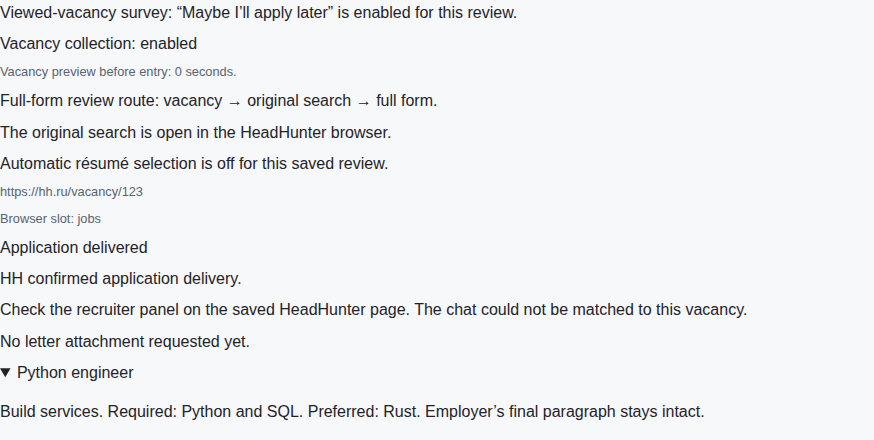 Viewed-vacancy survey: “Maybe I’ll apply later” is enabled for this review.
Vacancy collection: enabled
Vacancy preview before entry: 0 seconds.
Full-form review route: vacancy → original search → full form.
The original search is open in the HeadHunter browser.
Automatic résumé selection is off for this saved review.
https://hh.ru/vacancy/123
Browser slot: jobs
Application delivered
HH confirmed application delivery.
Check the recruiter panel on the saved HeadHunter page. The chat could not be matched to this vacancy.
No letter attachment requested yet.
▼ Python engineer
Build services. Required: Python and SQL. Preferred: Rust. Employer’s final paragraph stays intact.